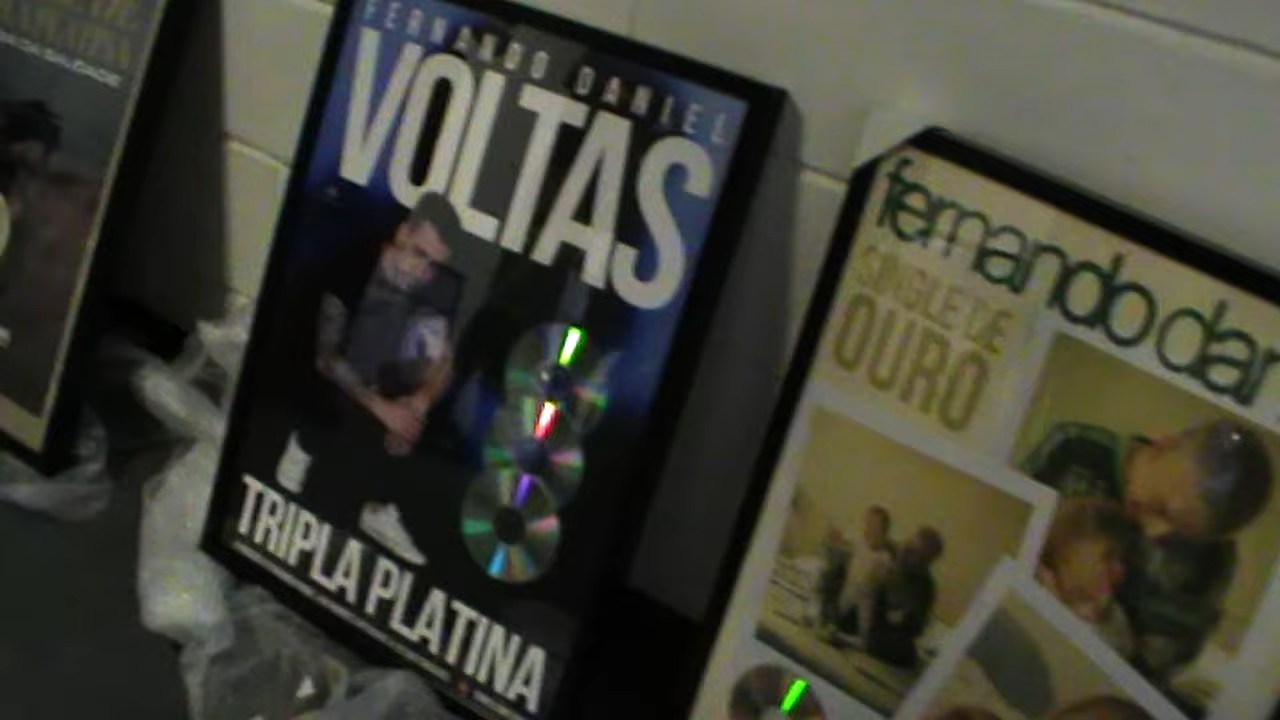 FERNANDO DANIEL
VOLTAS
TRIPLA PLATINA
fernando dan
SINGLE DE
OURO